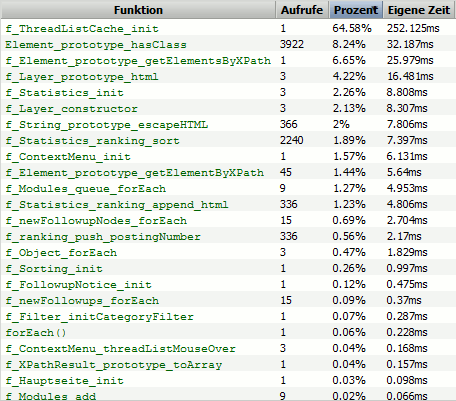 Funktion Aufrufe Prozent Eigene Zeit
f_ThreadListCache_init 1 64.58% 252.125ms
Element_prototype_hasClass 3922 8.24% 32.187ms
f_Element_prototype_getElementsByXPath 1 6.65% 25.979ms
f_Layer_prototype_html 3 4.22% 16.481ms
f_Statistics_init 3 2.26% 8.808ms
f_Layer_constructor 3 2.13% 8.307ms
f_String_prototype_escapeHTML 366 2% 7.806ms
f_Statistics_ranking_sort 2240 1.89% 7.397ms
f_ContextMenu_init 1 1.57% 6.131ms
f_Element_prototype_getElementByXPath 45 1.44% 5.64ms
f_Modules_queue_forEach 9 1.27% 4.953ms
f_Statistics_ranking_append_html 336 1.23% 4.806ms
f_newFollowupNodes_forEach 15 0.69% 2.704ms
f_ranking_push_postingNumber 336 0.56% 2.17ms
f_Object_forEach 3 0.47% 1.829ms
f_Sorting_init 1 0.26% 0.997ms
f_FollowupNotice_init 1 0.12% 0.475ms
f_newFollowups_forEach 15 0.09% 0.37ms
f_Filter_initCategoryFilter 1 0.07% 0.287ms
forEach() 1 0.06% 0.228ms
f_ContextMenu_threadListMouseOver 3 0.04% 0.168ms
f_XPathResult_prototype_toArray 1 0.04% 0.157ms
f_Hauptseite_init 1 0.03% 0.098ms
f_Modules_add 9 0.02% 0.066ms